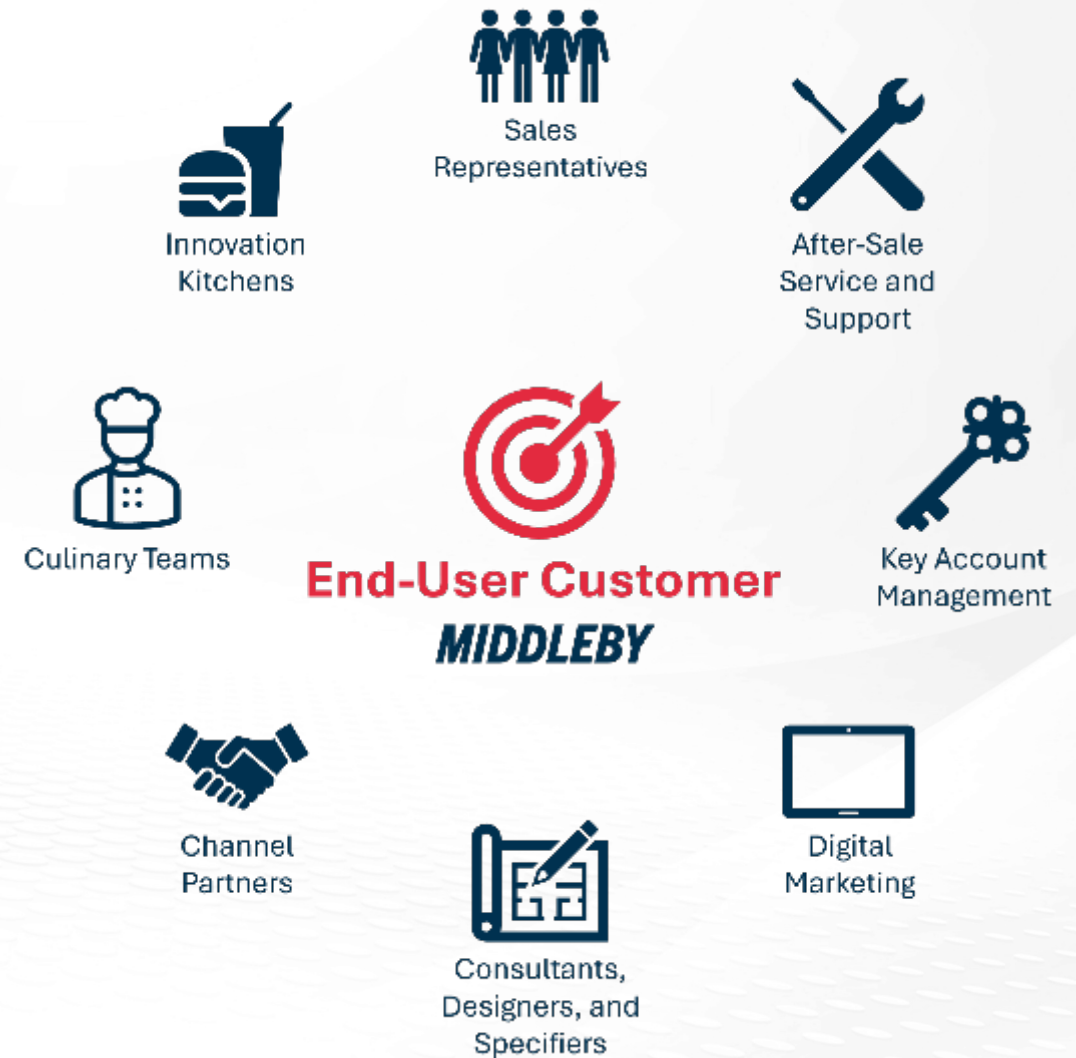 Sales
Representatives
Innovation
Kitchens
After-Sale
Service and
Support
Culinary Teams
End-User Customer
MIDDLEBY
Key Account
Management
Channel
Partners
Digital
Marketing
Consultants,
Designers, and
Specifiers